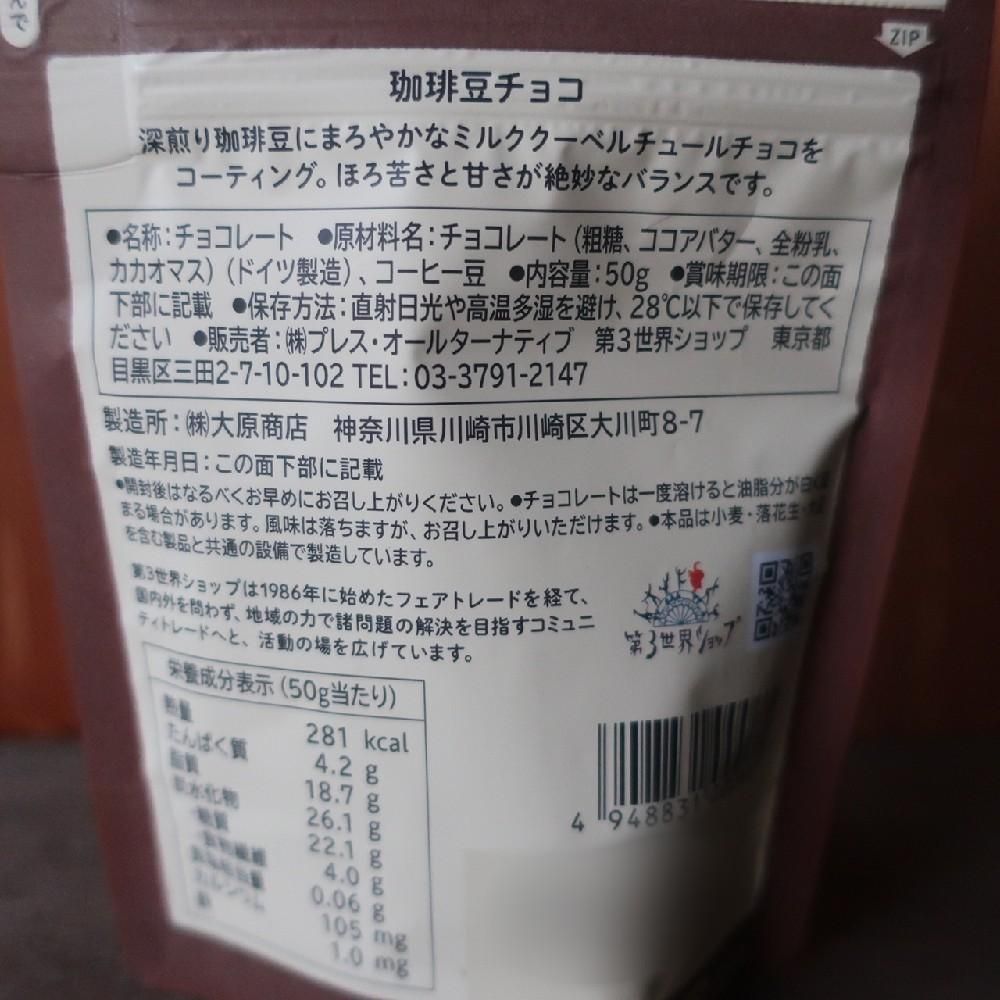 ZIP
珈琲豆チョコ
深煎り珈琲豆にまろやかなミルククーベルチュールチョコを
コーティング。ほろ苦さと甘さが絶妙なバランスです。
●名称:チョコレート ●原材料名:チョコレート(粗糖、ココアバター、全粉乳、
カカオマス)(ドイツ製造)、コーヒー豆 ●内容量:50g ●賞味期限:この面
下部に記載 ●保存方法:直射日光や高温多湿を避け、28℃以下で保存してく
ださい ●販売者:㈱プレス・オールターナティブ 第3世界ショップ 東京都
目黒区三田2-7-10-102 TEL:03-3791-2147
製造所:㈱大原商店 神奈川県川崎市川崎区大川町8-7
製造年月日:この面下部に記載
●開封後はなるべくお早めにお召し上がりください。●チョコレートは一度溶けると油脂分が白く
まる場合があります。風味は落ちますが、お召し上がりいただけます。●本品は小麦・落花生・
を含む製品と共通の設備で製造しています。
第3世界ショップは1986年に始めたフェアトレードを経て、
国内外を問わず、地域の力で諸問題の解決を目指すコミュニ
ティトレードへと、活動の場を広げています。
第3世界ショップ
栄養成分表示(50g当たり)
熱量 281 kcal
たんぱく質 4.2 g
脂質 18.7 g
炭水化物 26.1 g
糖質 22.1 g
食物繊維 4.0 g
食塩相当量 0.06 g
カルシウム 105 mg
鉄 1.0 mg
4 94883